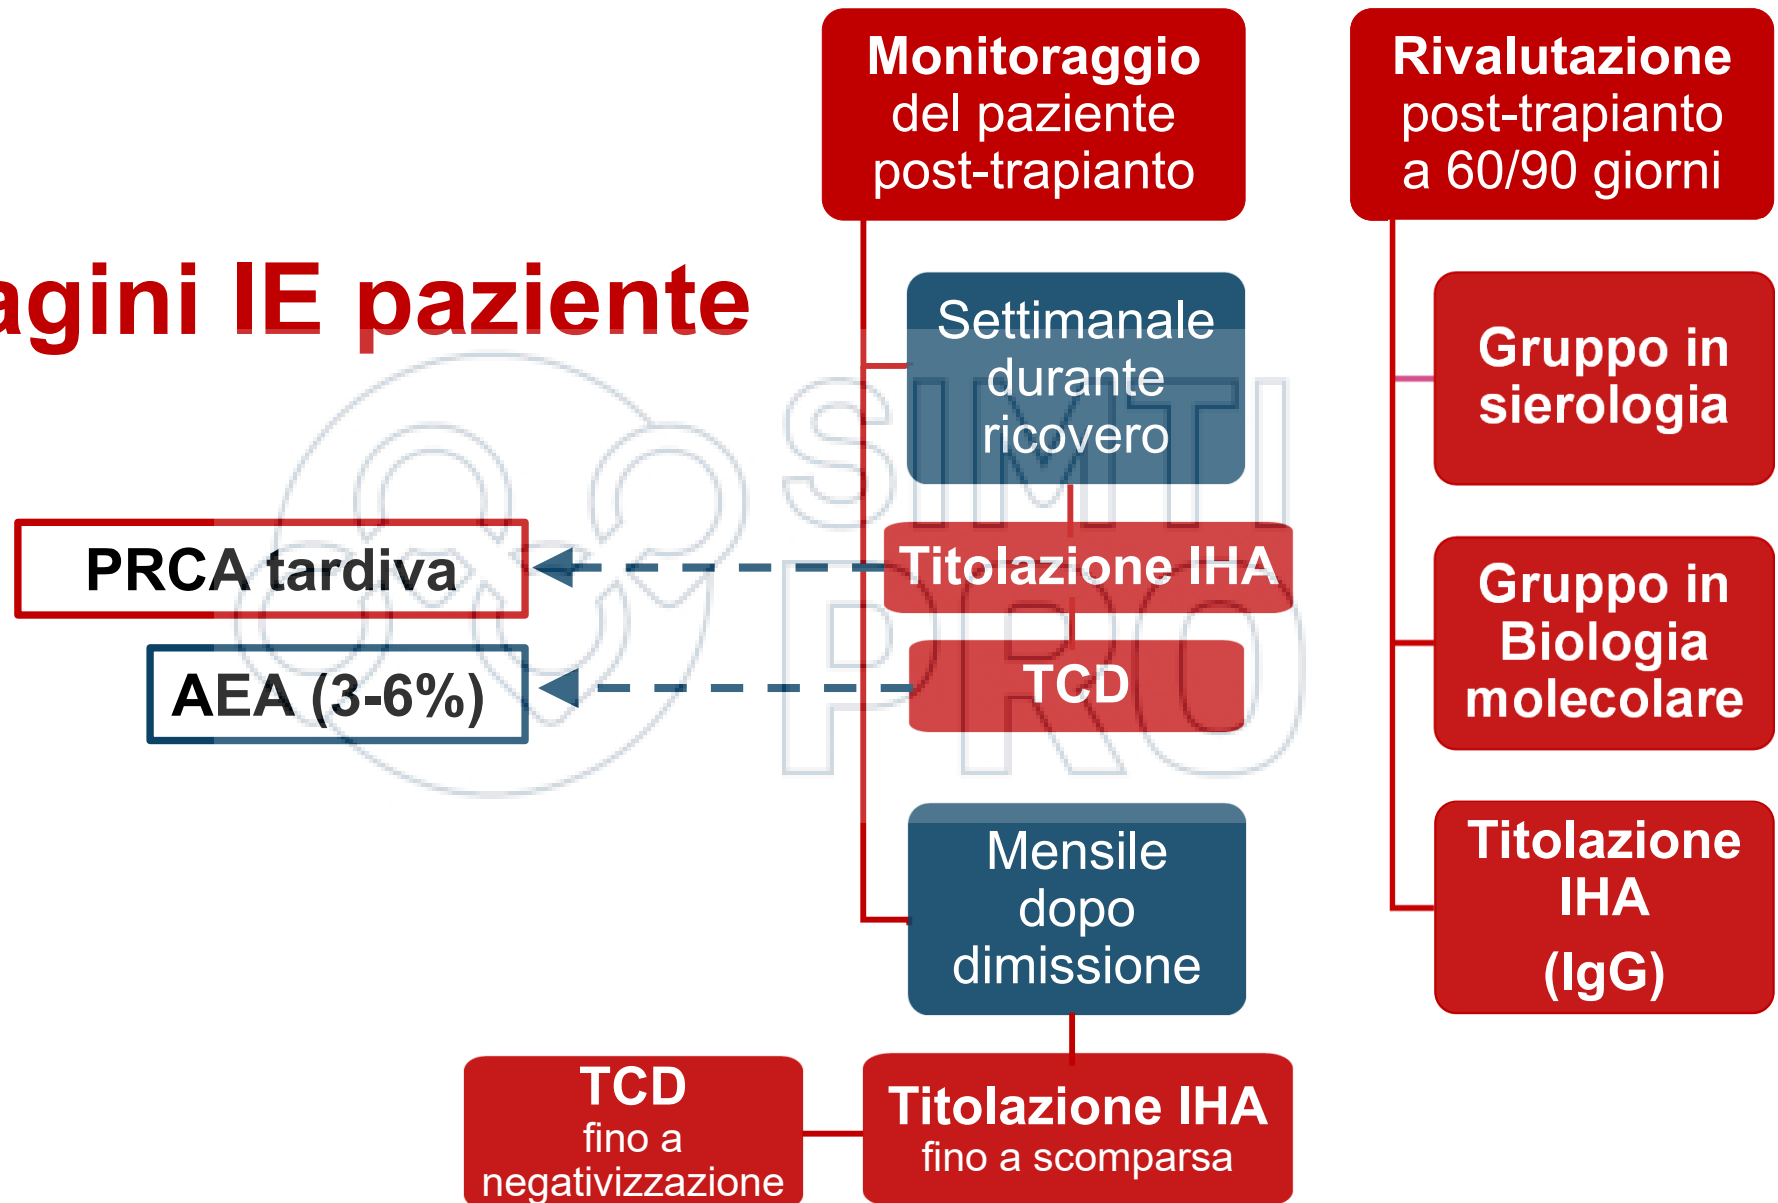 agini IE paziente
Monitoraggio
del paziente
post-trapianto
Settimanale
durante
ricovero
Titolazione IHA
TCD
PRCA tardiva
AEA (3-6%)
Mensile
dopo
dimissione
Titolazione IHA
fino a scomparsa
TCD
fino a
negativizzazione
Rivalutazione
post-trapianto
a 60/90 giorni
Gruppo in
sierologia
Gruppo in
Biologia
molecolare
Titolazione
IHA
(IgG)
SIMTI
PRO